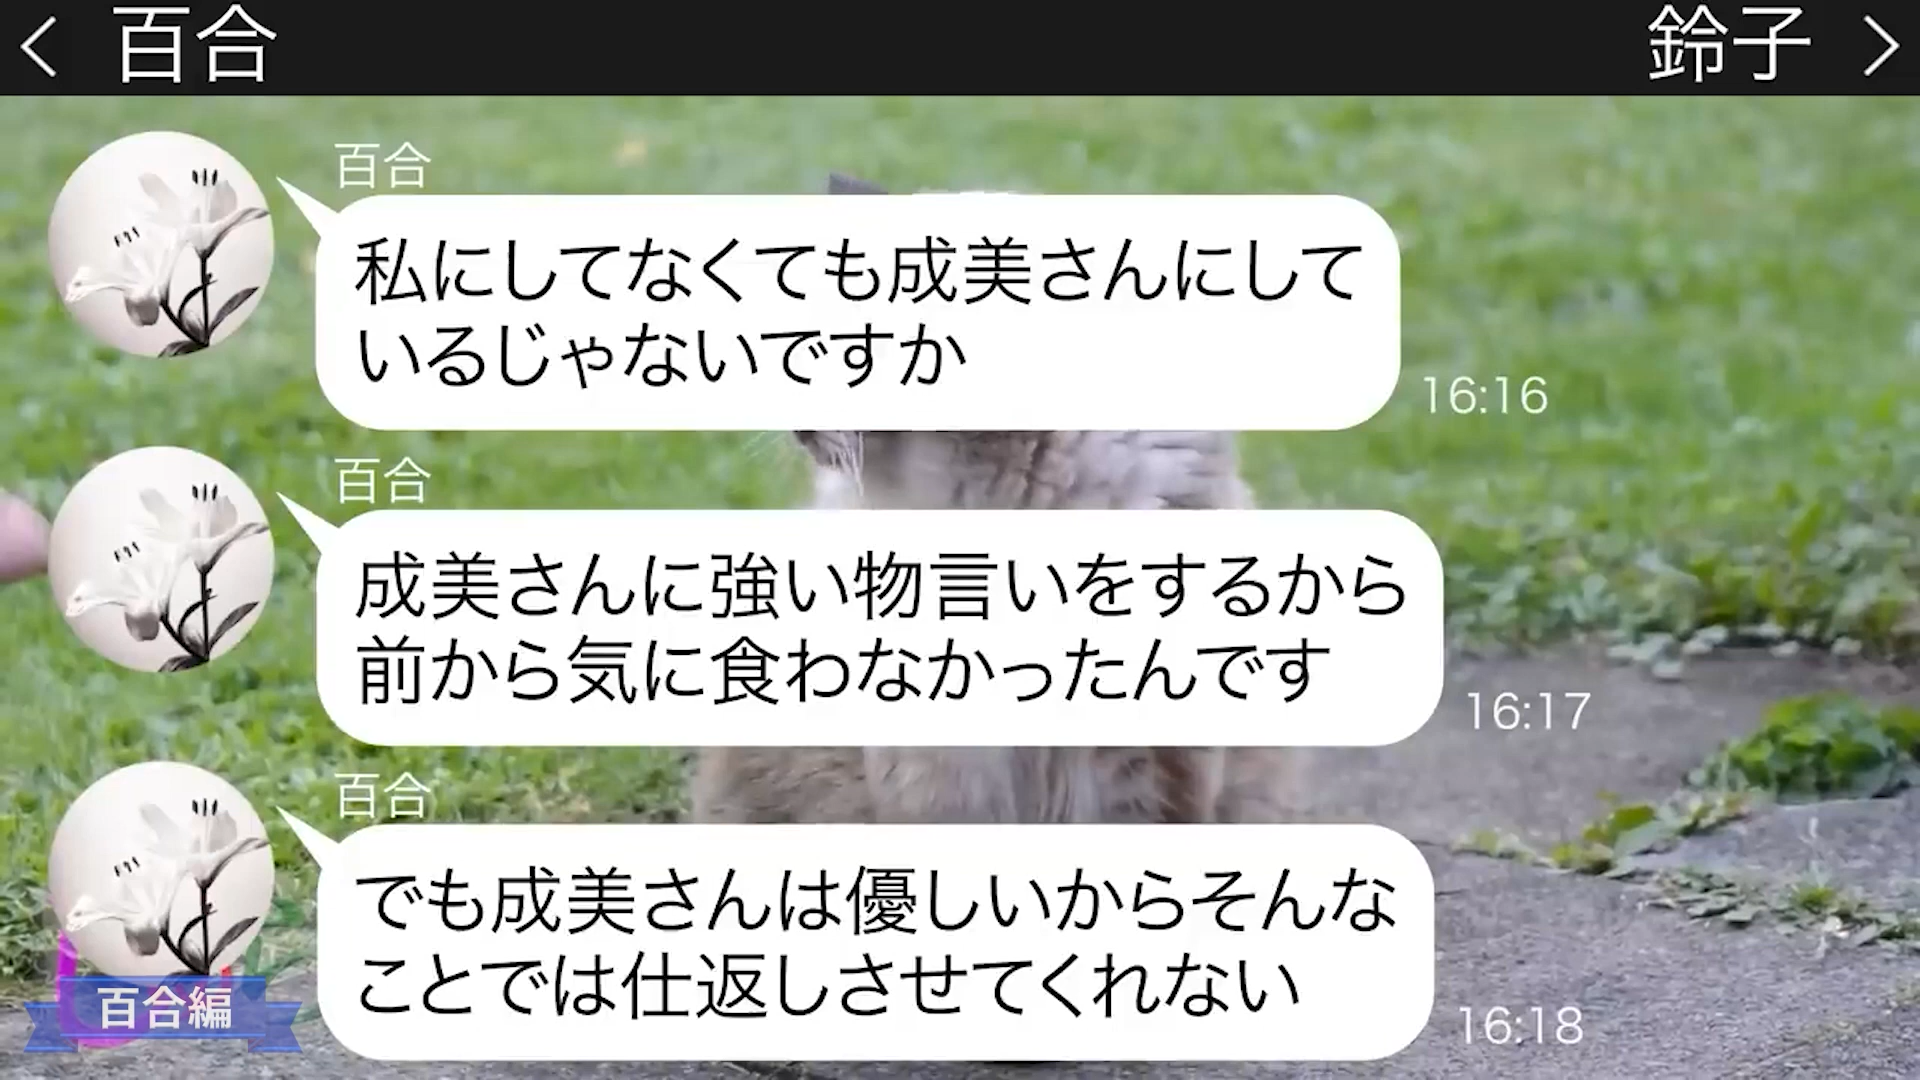 百合
鈴子
百合
私にしてなくても成美さんにして
いるじゃないですか
16:16
百合
成美さんに強い物言いをするから
前から気に食わなかったんです
16:17
百合
でも成美さんは優しいからそんな
ことでは仕返しさせてくれない
16:18
百合編